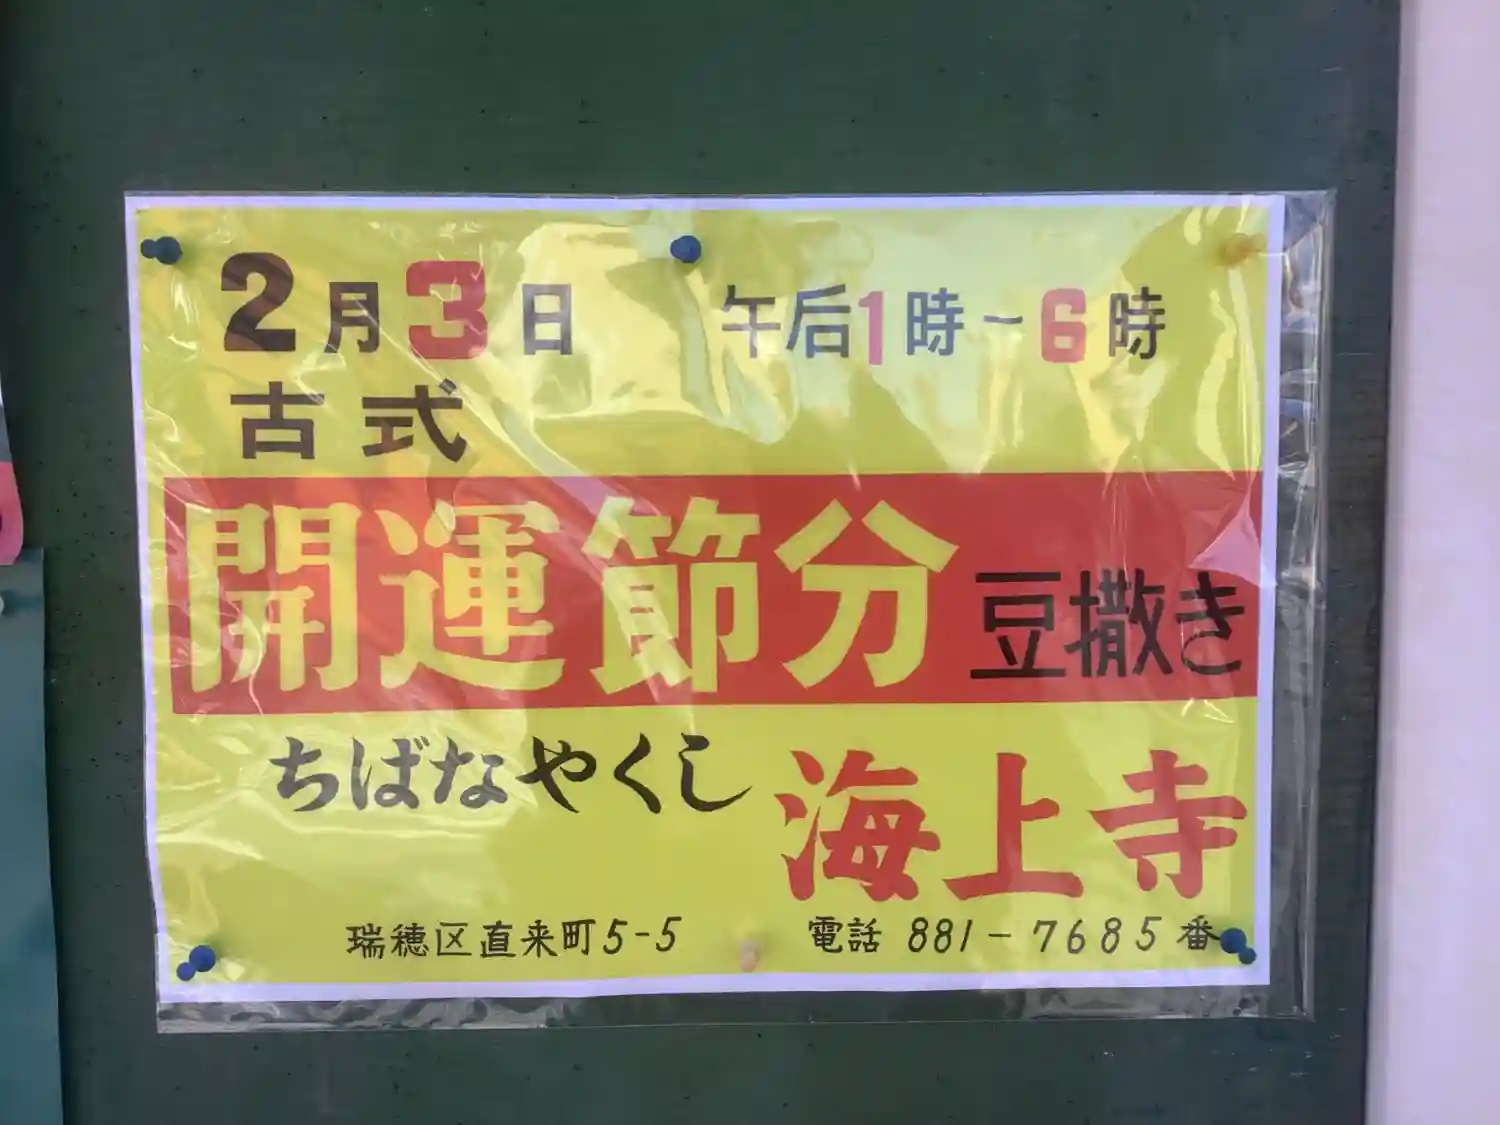 2月3日 午后1時~6時
古式
開運節分 豆撒き
ちばなやくし 海上寺
瑞穂区直来町5-5 電話 881-7685番